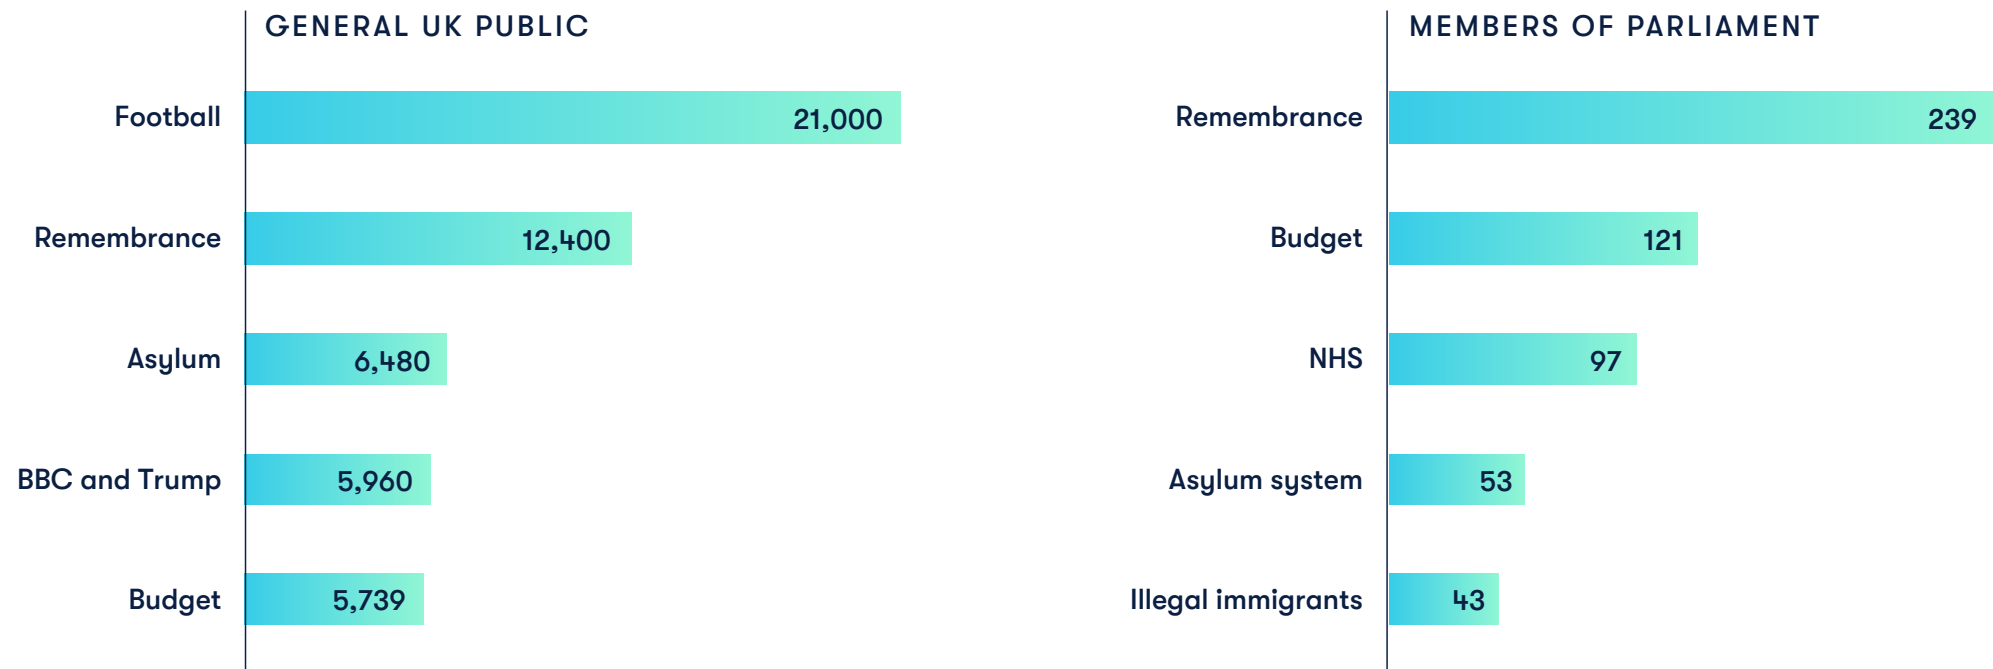 GENERAL UK PUBLIC
Football 21,000
Remembrance 12,400
Asylum 6,480
BBC and Trump 5,960
Budget 5,739
MEMBERS OF PARLIAMENT
Remembrance 239
Budget 121
NHS 97
Asylum system 53
Illegal immigrants 43